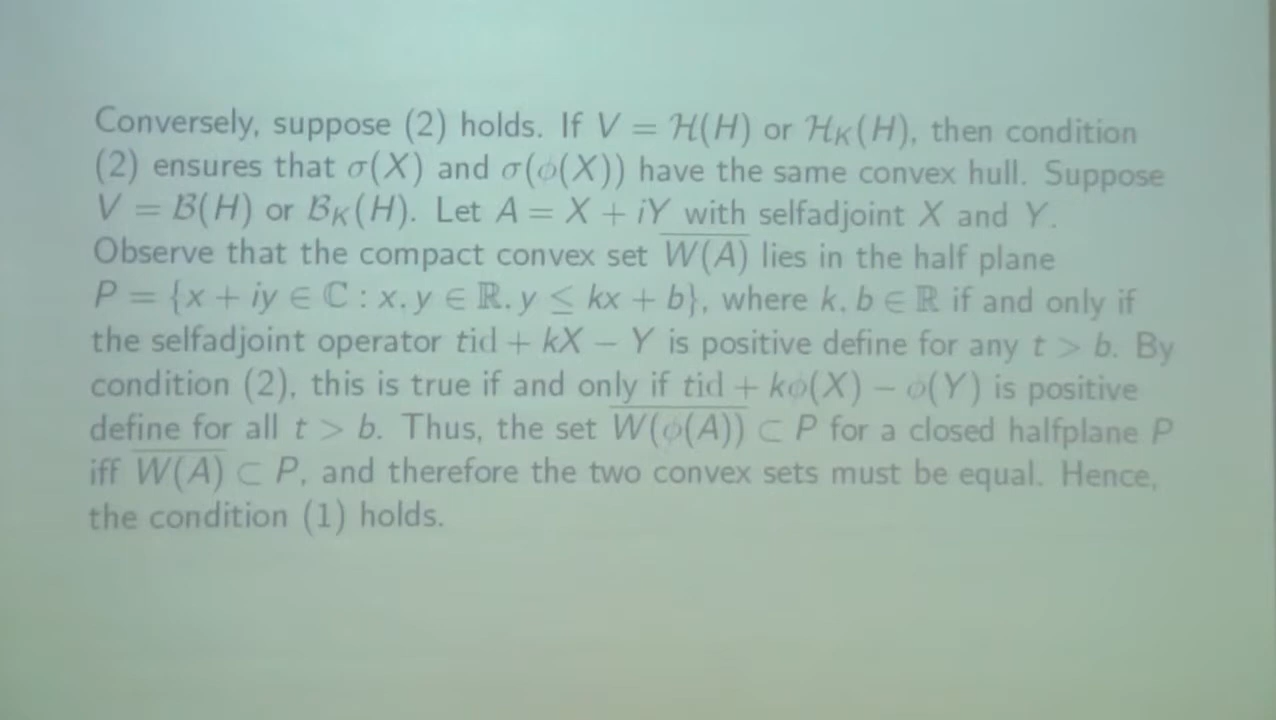 Conversely, suppose (2) holds. If V = ℋ(H) or ℋ_K(H), then condition
(2) ensures that σ(X) and σ(ϕ(X)) have the same convex hull. Suppose
V = ℬ(H) or ℬ_K(H). Let A = X + iY with selfadjoint X and Y.
Observe that the compact convex set \overline{W(A)} lies in the half plane
P = {x + iy ∈ ℂ : x, y ∈ ℝ, y ≤ kx + b}, where k, b ∈ ℝ if and only if
the selfadjoint operator tid + kX − Y is positive define for any t > b. By
condition (2), this is true if and only if tid + kϕ(X) − ϕ(Y) is positive
define for all t > b. Thus, the set \overline{W(ϕ(A))} ⊂ P for a closed halfplane P
iff \overline{W(A)} ⊂ P, and therefore the two convex sets must be equal. Hence,
the condition (1) holds.